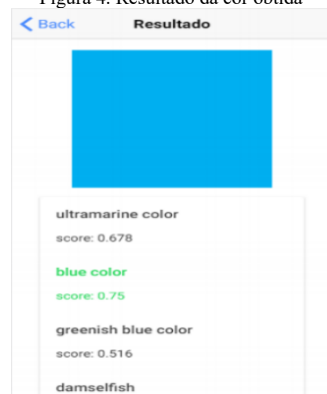 Figura 4. Resultado da cor obtida
Back Resultado
ultramarine color
score: 0.678
blue color
score: 0.75
greenish blue color
score: 0.516
damselfish